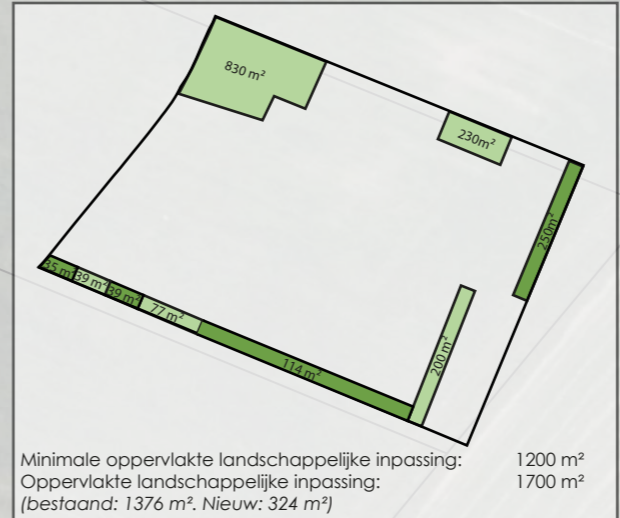 830 m²
230m²
250m²
35 m²
39 m²
39 m²
77 m²
114 m²
200 m²
Minimale oppervlakte landschappelijke inpassing: 1200 m²
Oppervlakte landschappelijke inpassing: 1700 m²
(bestaand: 1376 m². Nieuw: 324 m²)